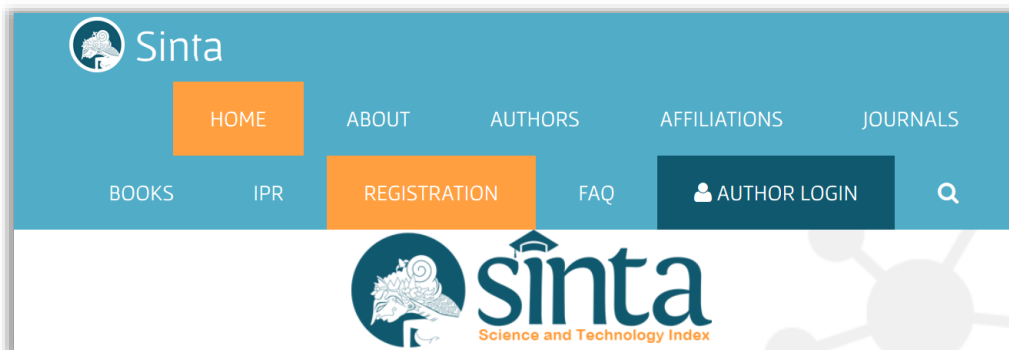 Sinta
HOME ABOUT AUTHORS AFFILIATIONS JOURNALS
BOOKS IPR REGISTRATION FAQ AUTHOR LOGIN
sinta
Science and Technology Index